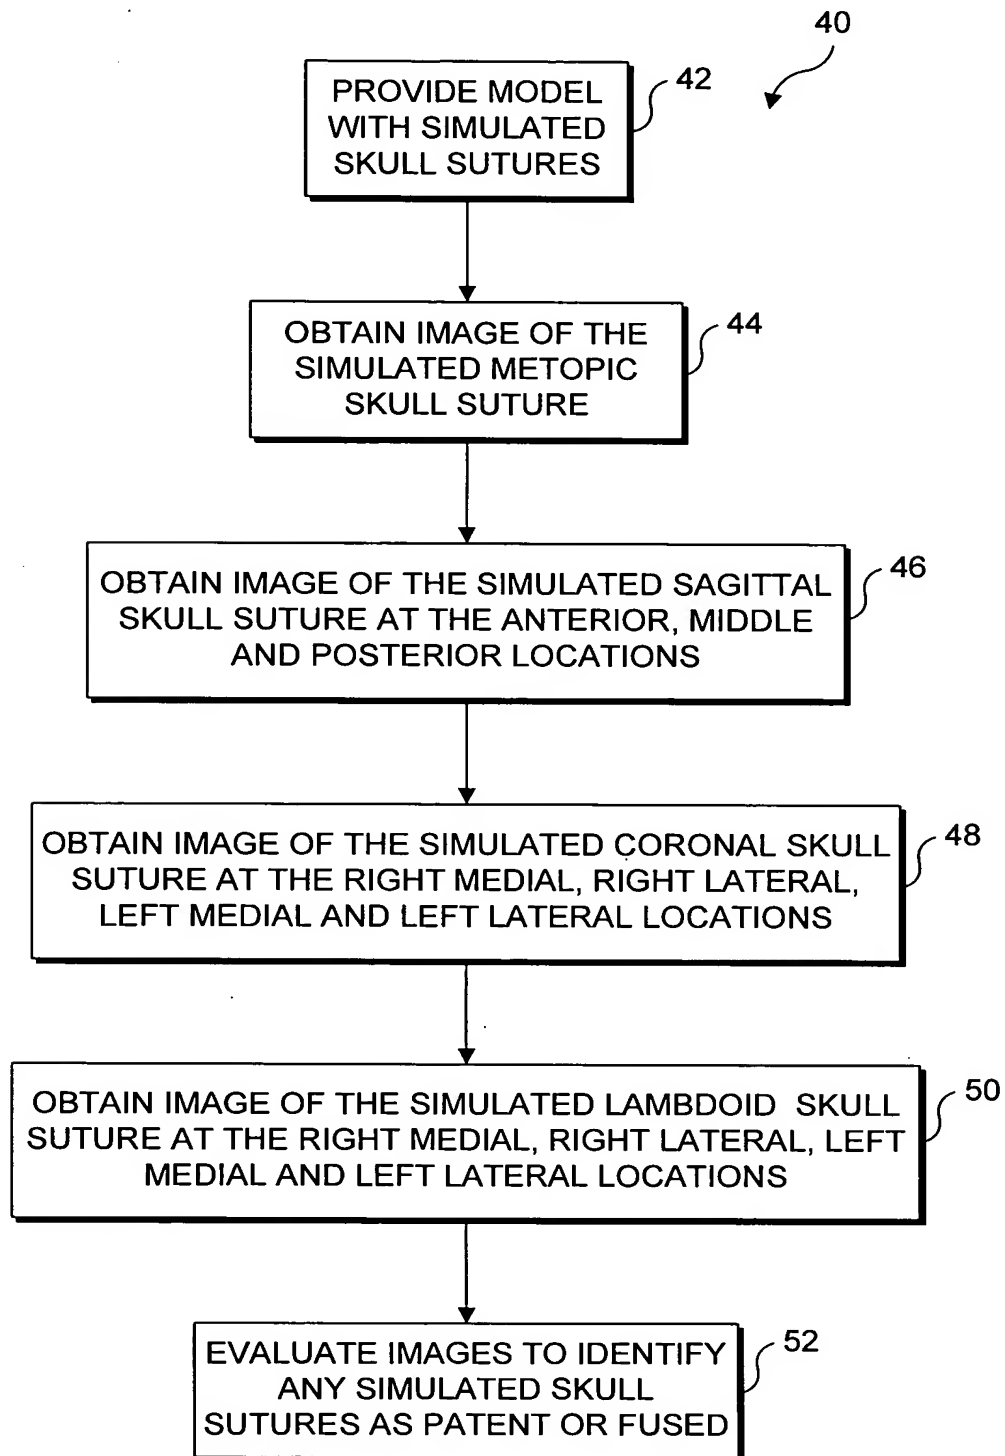 40
PROVIDE MODEL
WITH SIMULATED
SKULL SUTURES
42
OBTAIN IMAGE OF THE
SIMULATED METOPIC
SKULL SUTURE
44
OBTAIN IMAGE OF THE SIMULATED SAGITTAL
SKULL SUTURE AT THE ANTERIOR, MIDDLE
AND POSTERIOR LOCATIONS
46
OBTAIN IMAGE OF THE SIMULATED CORONAL SKULL
SUTURE AT THE RIGHT MEDIAL, RIGHT LATERAL,
LEFT MEDIAL AND LEFT LATERAL LOCATIONS
48
OBTAIN IMAGE OF THE SIMULATED LAMBDOID SKULL
SUTURE AT THE RIGHT MEDIAL, RIGHT LATERAL, LEFT
MEDIAL AND LEFT LATERAL LOCATIONS
50
EVALUATE IMAGES TO IDENTIFY
ANY SIMULATED SKULL
SUTURES AS PATENT OR FUSED
52